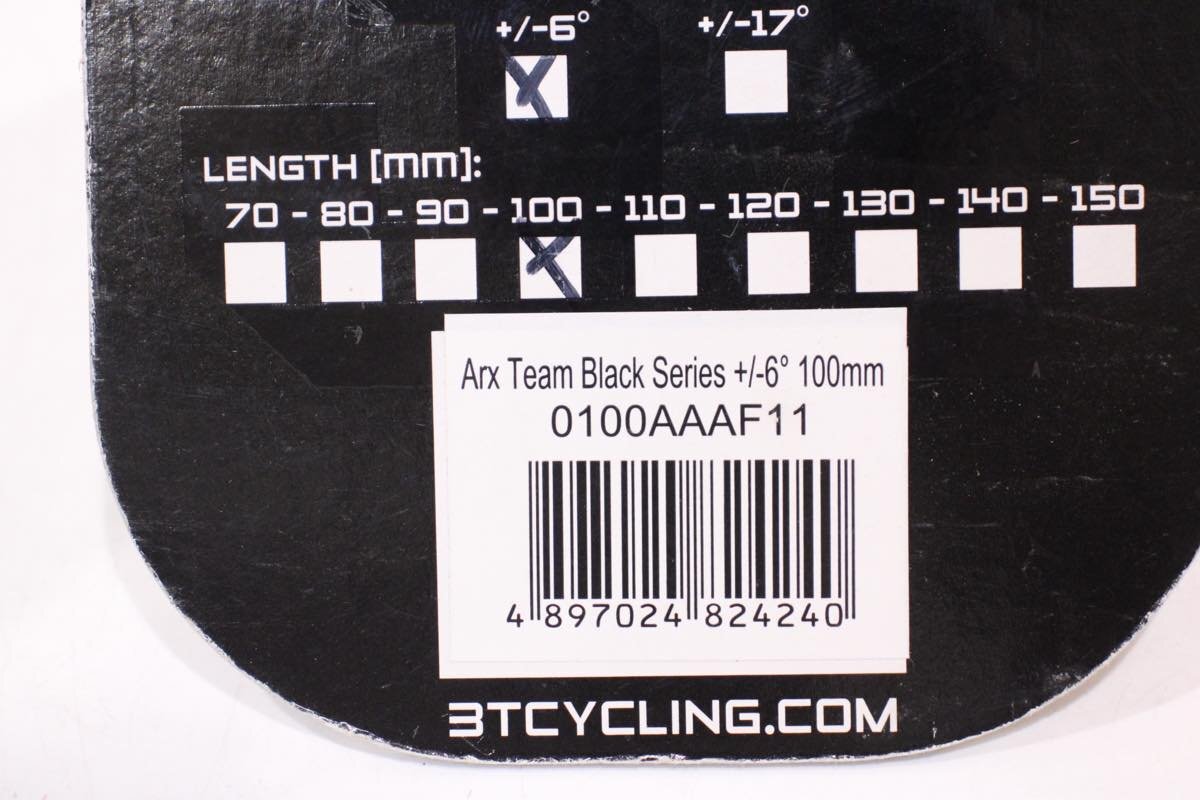 +/-6° +/-17°
LENGTH [mm]:
70 - 80 - 90 - 100 - 110 - 120 - 130 - 140 - 150
Arx Team Black Series +/-6° 100mm
0100AAAF11
4 897024 824240
3TCYCLING.COM